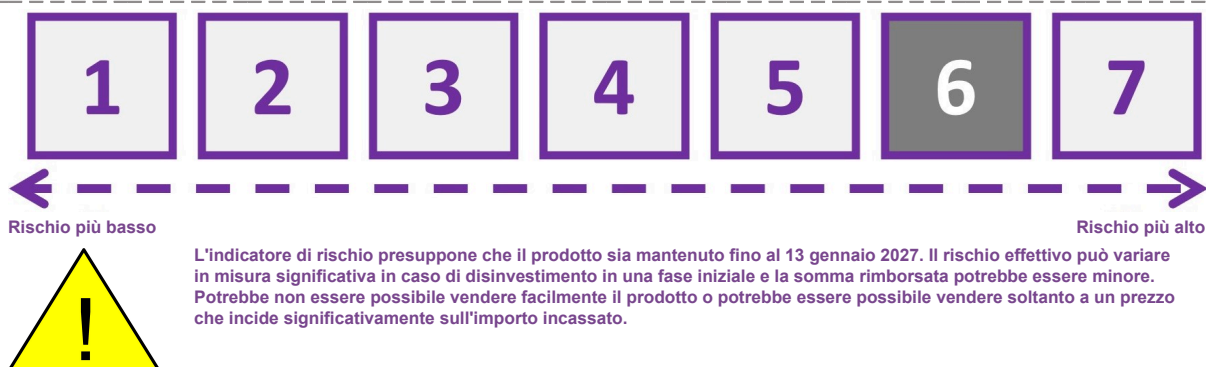 1 2 3 4 5 6 7
Rischio più basso Rischio più alto
L'indicatore di rischio presuppone che il prodotto sia mantenuto fino al 13 gennaio 2027. Il rischio effettivo può variare
in misura significativa in caso di disinvestimento in una fase iniziale e la somma rimborsata potrebbe essere minore.
Potrebbe non essere possibile vendere facilmente il prodotto o potrebbe essere possibile vendere soltanto a un prezzo
che incide significativamente sull'importo incassato.
!